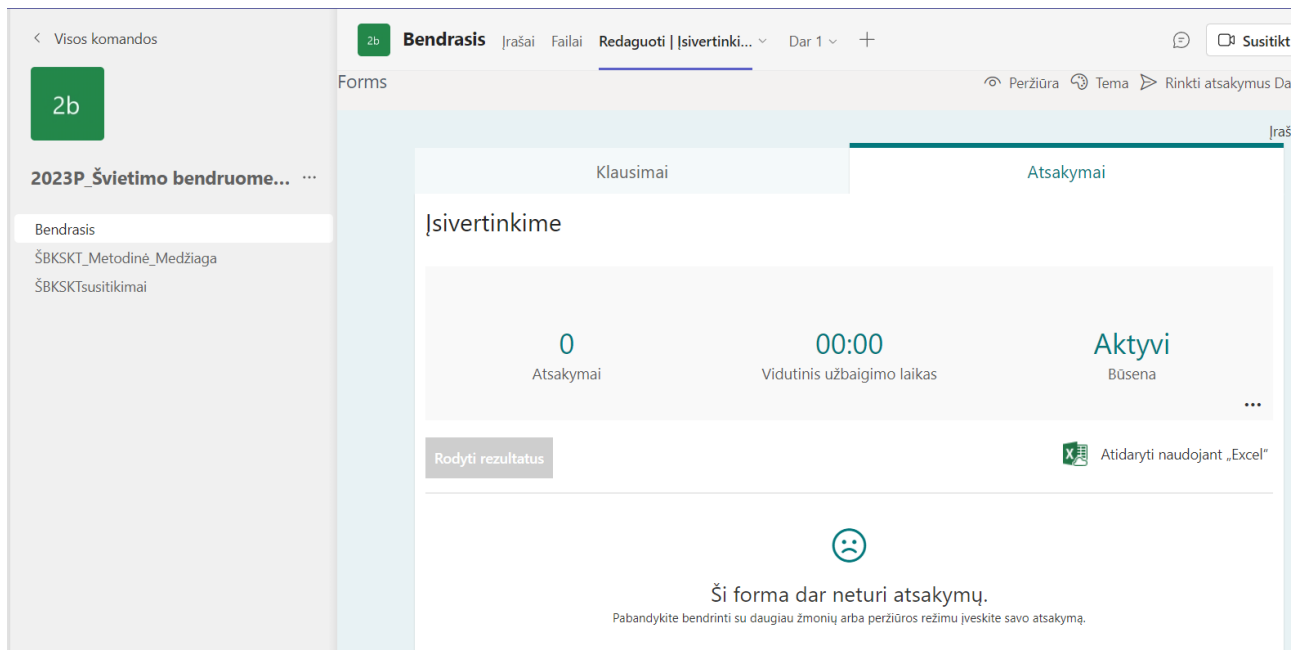 Visos komandos
2b
2023P_Švietimo bendruome... ...
Bendrasis
ŠBKSKT_Metodinė_Medžiaga
ŠBKSKTsusitikimai
2b Bendrasis Įrašai Failai Redaguoti | Įsivertinki... Dar 1 Susitikt
Forms Peržiūra Tema Rinkti atsakymus Da
Įraš
Klausimai Atsakymai
Įsivertinkime
0 00:00 Aktyvi
Atsakymai Vidutinis užbaigimo laikas Būsena
...
Rodyti rezultatus Atidaryti naudojant „Excel“
Ši forma dar neturi atsakymų.
Pabandykite bendrinti su daugiau žmonių arba peržiūros režimu įveskite savo atsakymą.